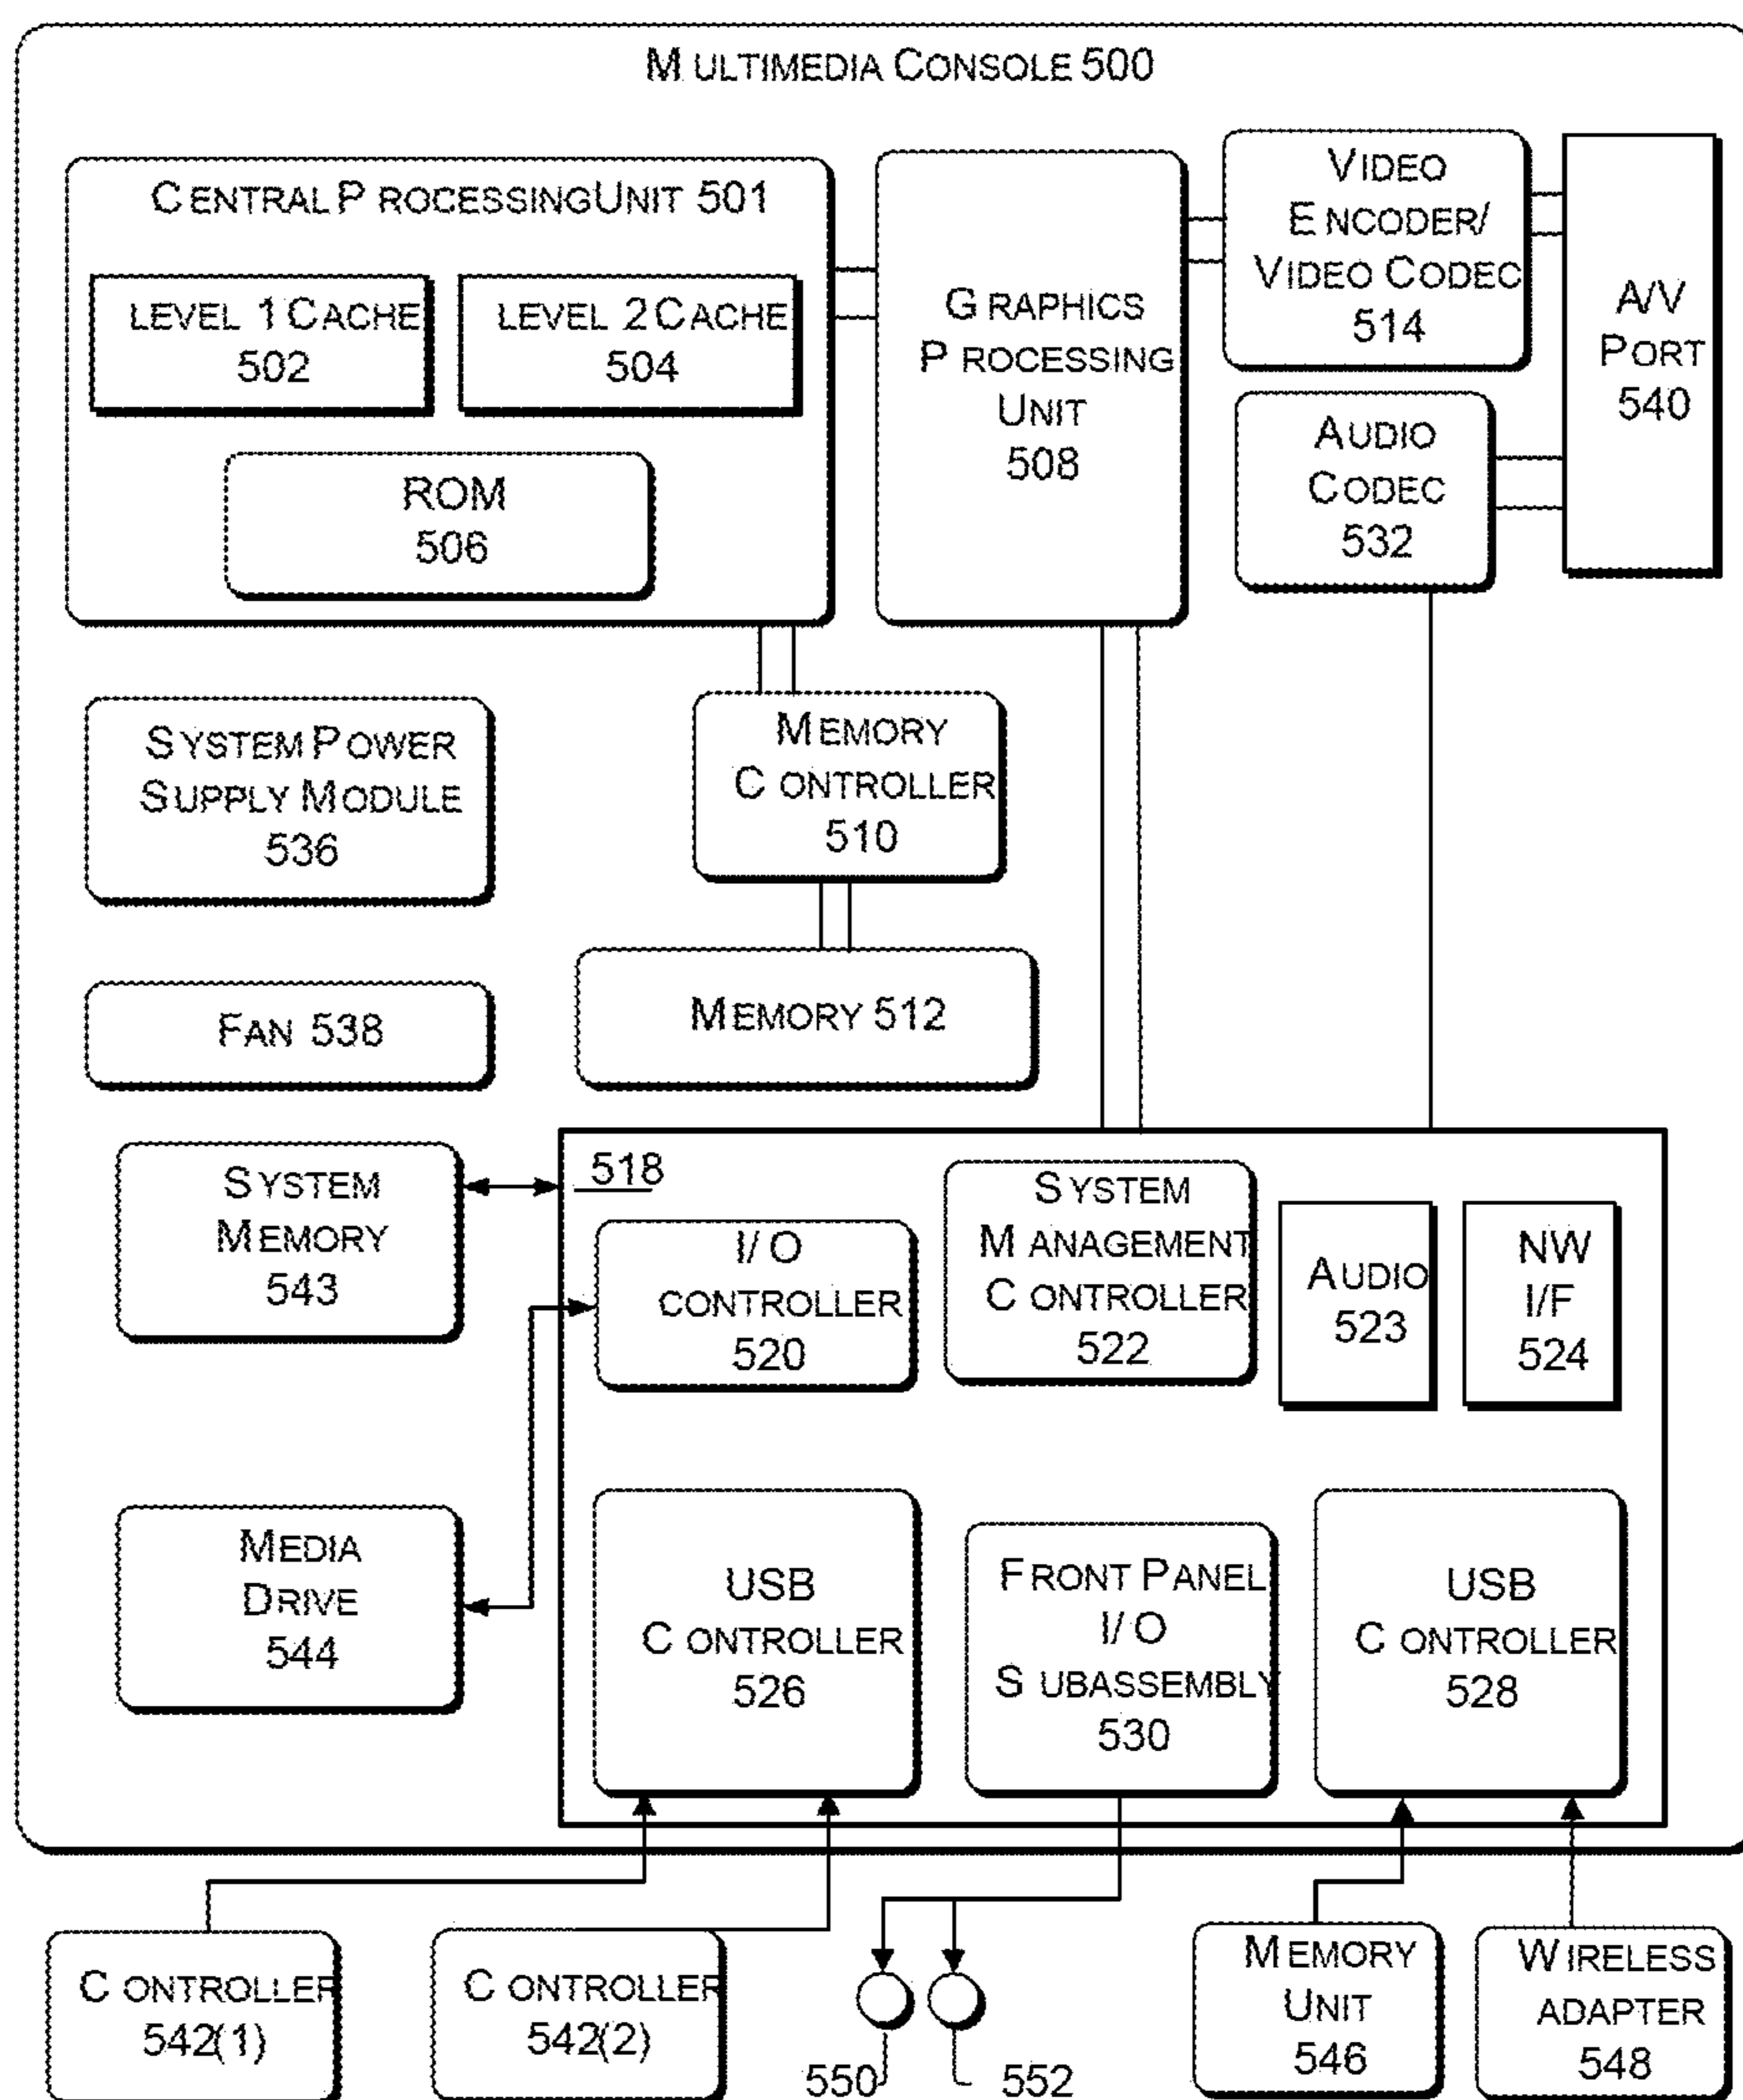 MULTIMEDIA CONSOLE 500
CENTRAL PROCESSING UNIT 501
LEVEL 1 CACHE
502
LEVEL 2 CACHE
504
ROM
506
GRAPHICS
PROCESSING
UNIT
508
VIDEO
ENCODER/
VIDEO CODEC
514
AUDIO
CODEC
532
A/V
PORT
540
SYSTEM POWER
SUPPLY MODULE
536
MEMORY
CONTROLLER
510
FAN 538
MEMORY 512
SYSTEM
MEMORY
543
518
I/O
CONTROLLER
520
SYSTEM
MANAGEMENT
CONTROLLER
522
AUDIO
523
NW
I/F
524
MEDIA
DRIVE
544
USB
CONTROLLER
526
FRONT PANEL
I/O
SUBASSEMBLY
530
USB
CONTROLLER
528
CONTROLLER
542(1)
CONTROLLER
542(2)
550
552
MEMORY
UNIT
546
WIRELESS
ADAPTER
548